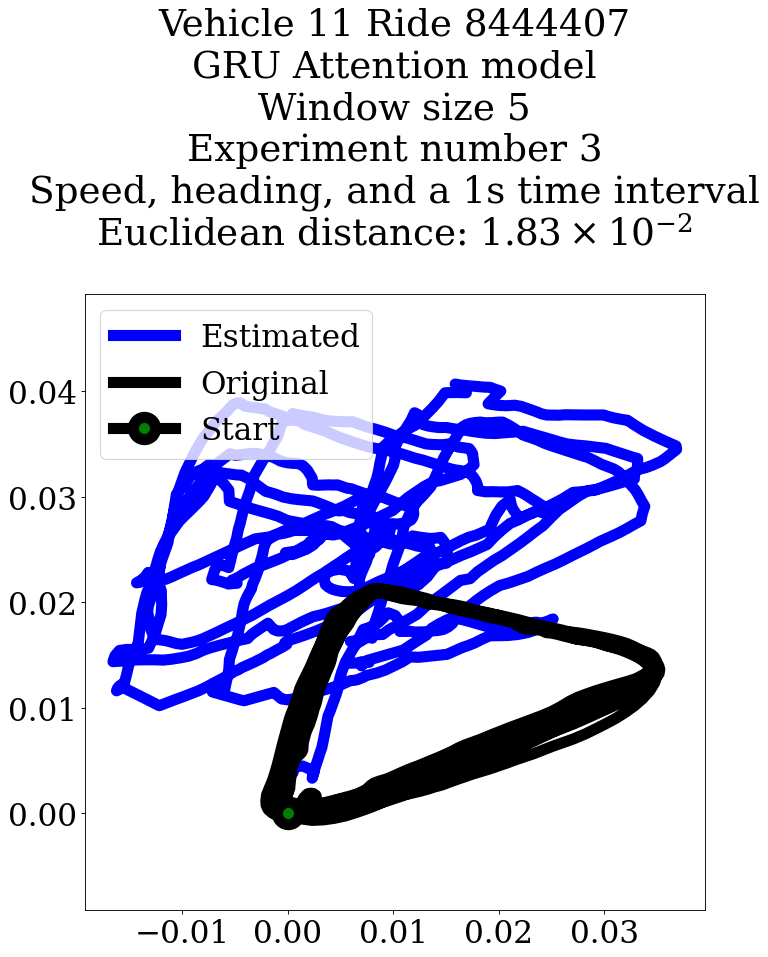 Vehicle 11 Ride 8444407
GRU Attention model
Window size 5
Experiment number 3
Speed, heading, and a 1s time interval
Euclidean distance: 1.83 × 10⁻²
Estimated
Original
Start
0.04
0.03
0.02
0.01
0.00
−0.01 0.00 0.01 0.02 0.03